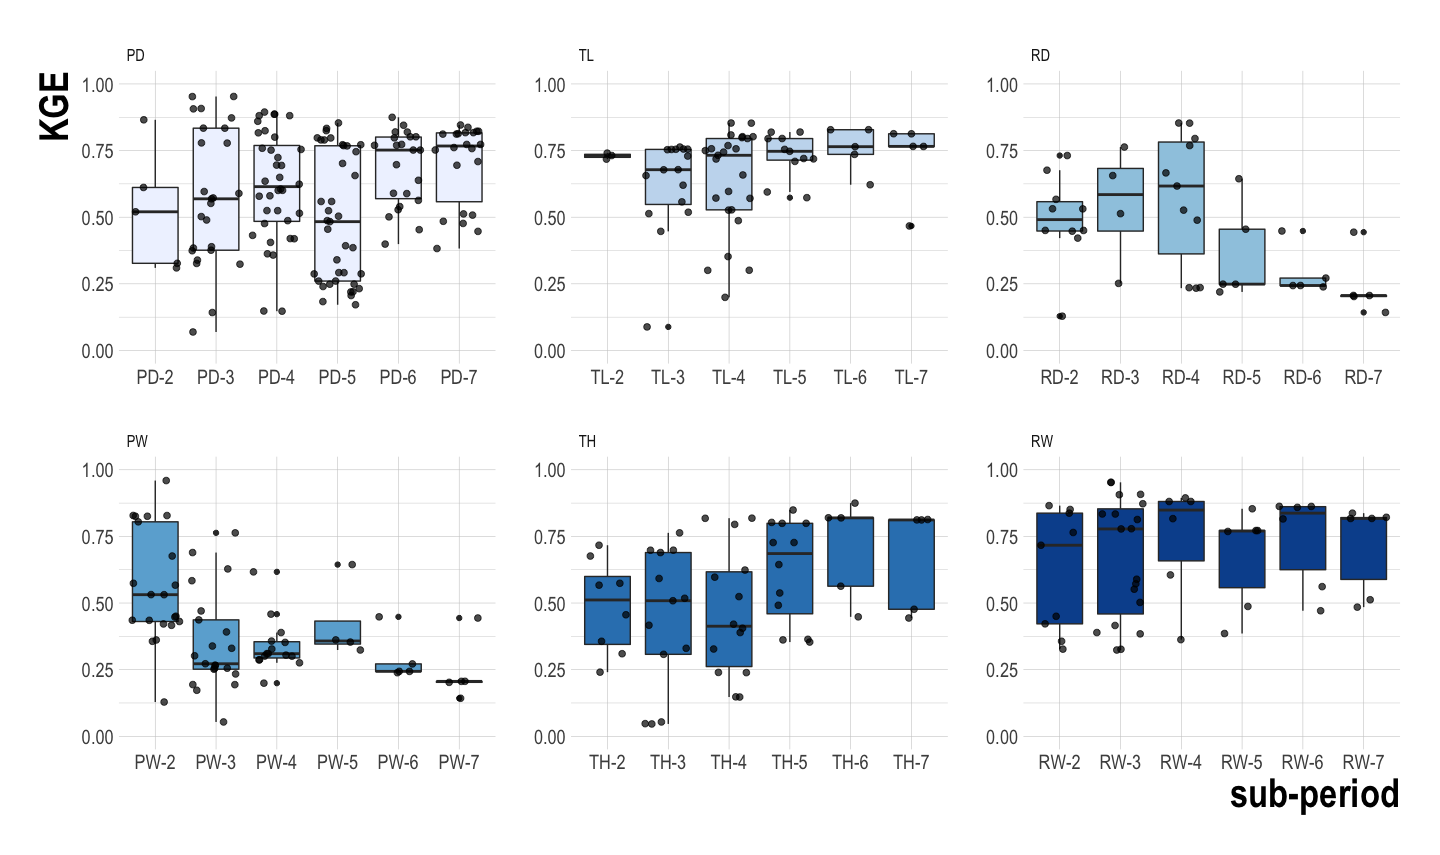 KGE
PD
1.00
0.75
0.50
0.25
0.00
PD-2 PD-3 PD-4 PD-5 PD-6 PD-7
TL
1.00
0.75
0.50
0.25
0.00
TL-2 TL-3 TL-4 TL-5 TL-6 TL-7
RD
1.00
0.75
0.50
0.25
0.00
RD-2 RD-3 RD-4 RD-5 RD-6 RD-7
PW
1.00
0.75
0.50
0.25
0.00
PW-2 PW-3 PW-4 PW-5 PW-6 PW-7
TH
1.00
0.75
0.50
0.25
0.00
TH-2 TH-3 TH-4 TH-5 TH-6 TH-7
RW
1.00
0.75
0.50
0.25
0.00
RW-2 RW-3 RW-4 RW-5 RW-6 RW-7
sub-period